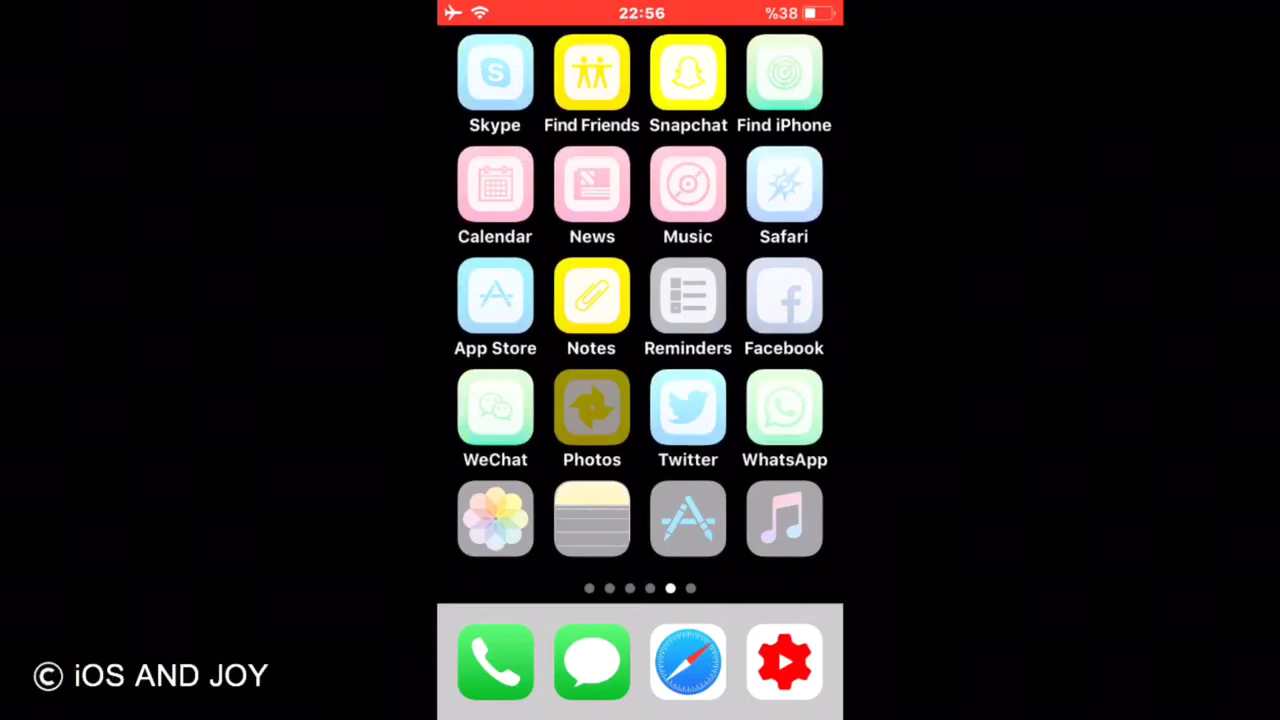 22:56 %38
Skype Find Friends Snapchat Find iPhone
Calendar News Music Safari
App Store Notes Reminders Facebook
WeChat Photos Twitter WhatsApp
© iOS AND JOY